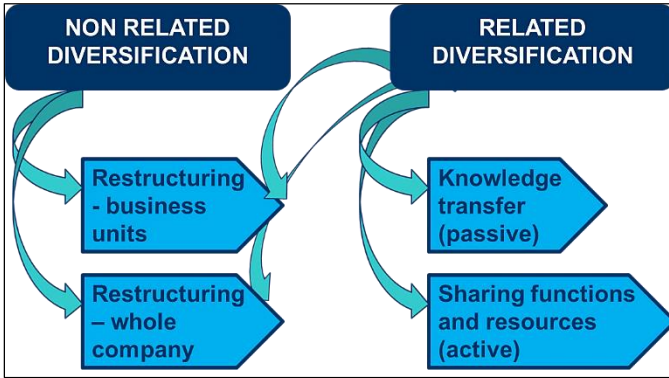 NON RELATED
DIVERSIFICATION
RELATED
DIVERSIFICATION
Restructuring
- business
units
Knowledge
transfer
(passive)
Restructuring
– whole
company
Sharing functions
and resources
(active)